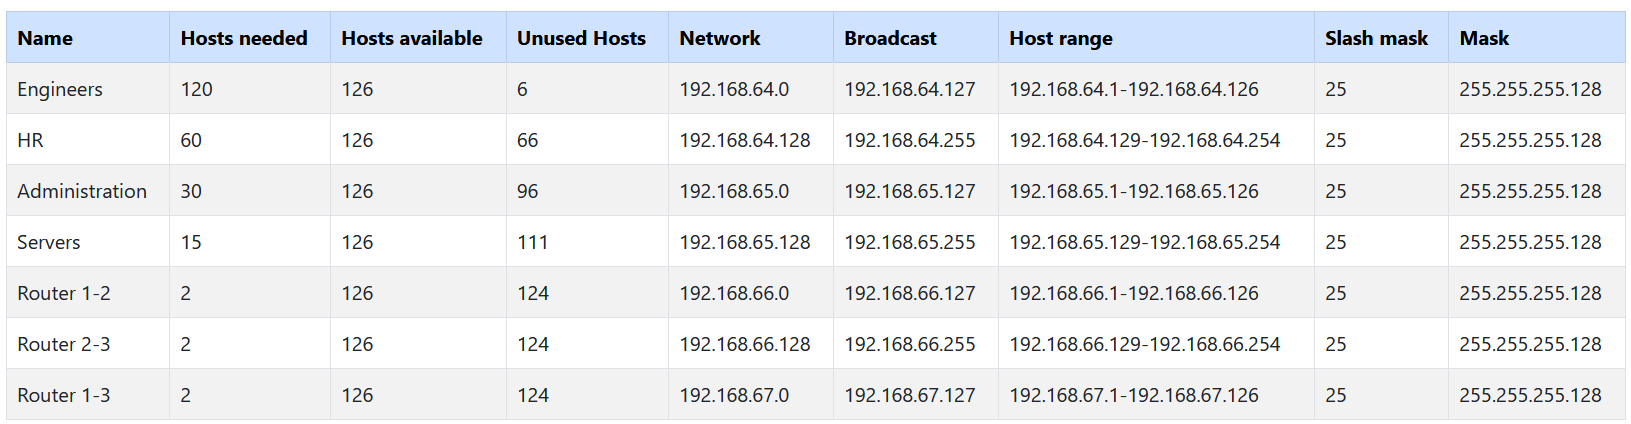 Name Hosts needed Hosts available Unused Hosts Network Broadcast Host range Slash mask Mask
Engineers 120 126 6 192.168.64.0 192.168.64.127 192.168.64.1-192.168.64.126 25 255.255.255.128
HR 60 126 66 192.168.64.128 192.168.64.255 192.168.64.129-192.168.64.254 25 255.255.255.128
Administration 30 126 96 192.168.65.0 192.168.65.127 192.168.65.1-192.168.65.126 25 255.255.255.128
Servers 15 126 111 192.168.65.128 192.168.65.255 192.168.65.129-192.168.65.254 25 255.255.255.128
Router 1-2 2 126 124 192.168.66.0 192.168.66.127 192.168.66.1-192.168.66.126 25 255.255.255.128
Router 2-3 2 126 124 192.168.66.128 192.168.66.255 192.168.66.129-192.168.66.254 25 255.255.255.128
Router 1-3 2 126 124 192.168.67.0 192.168.67.127 192.168.67.1-192.168.67.126 25 255.255.255.128